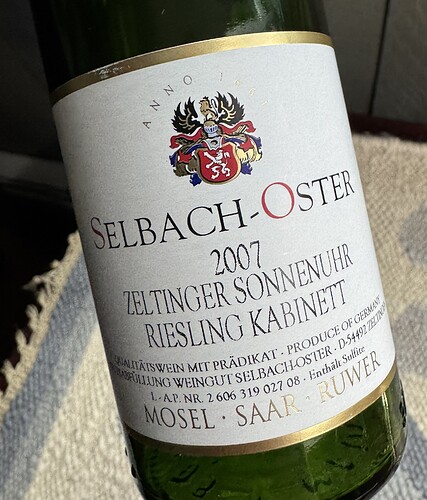 ANNO
SELBACH-OSTER
2007
ZELTINGER SONNENUHR
RIESLING KABINETT
QUALITÄTSWEIN MIT PRÄDIKAT · PRODUCE OF GERMANY
WEINGUT SELBACH-OSTER · D-54492 ZELTINGEN
L.-A.P. NR. 2 606 319 027 08 · Enthält Sulfite
MOSEL · SAAR · RUWER